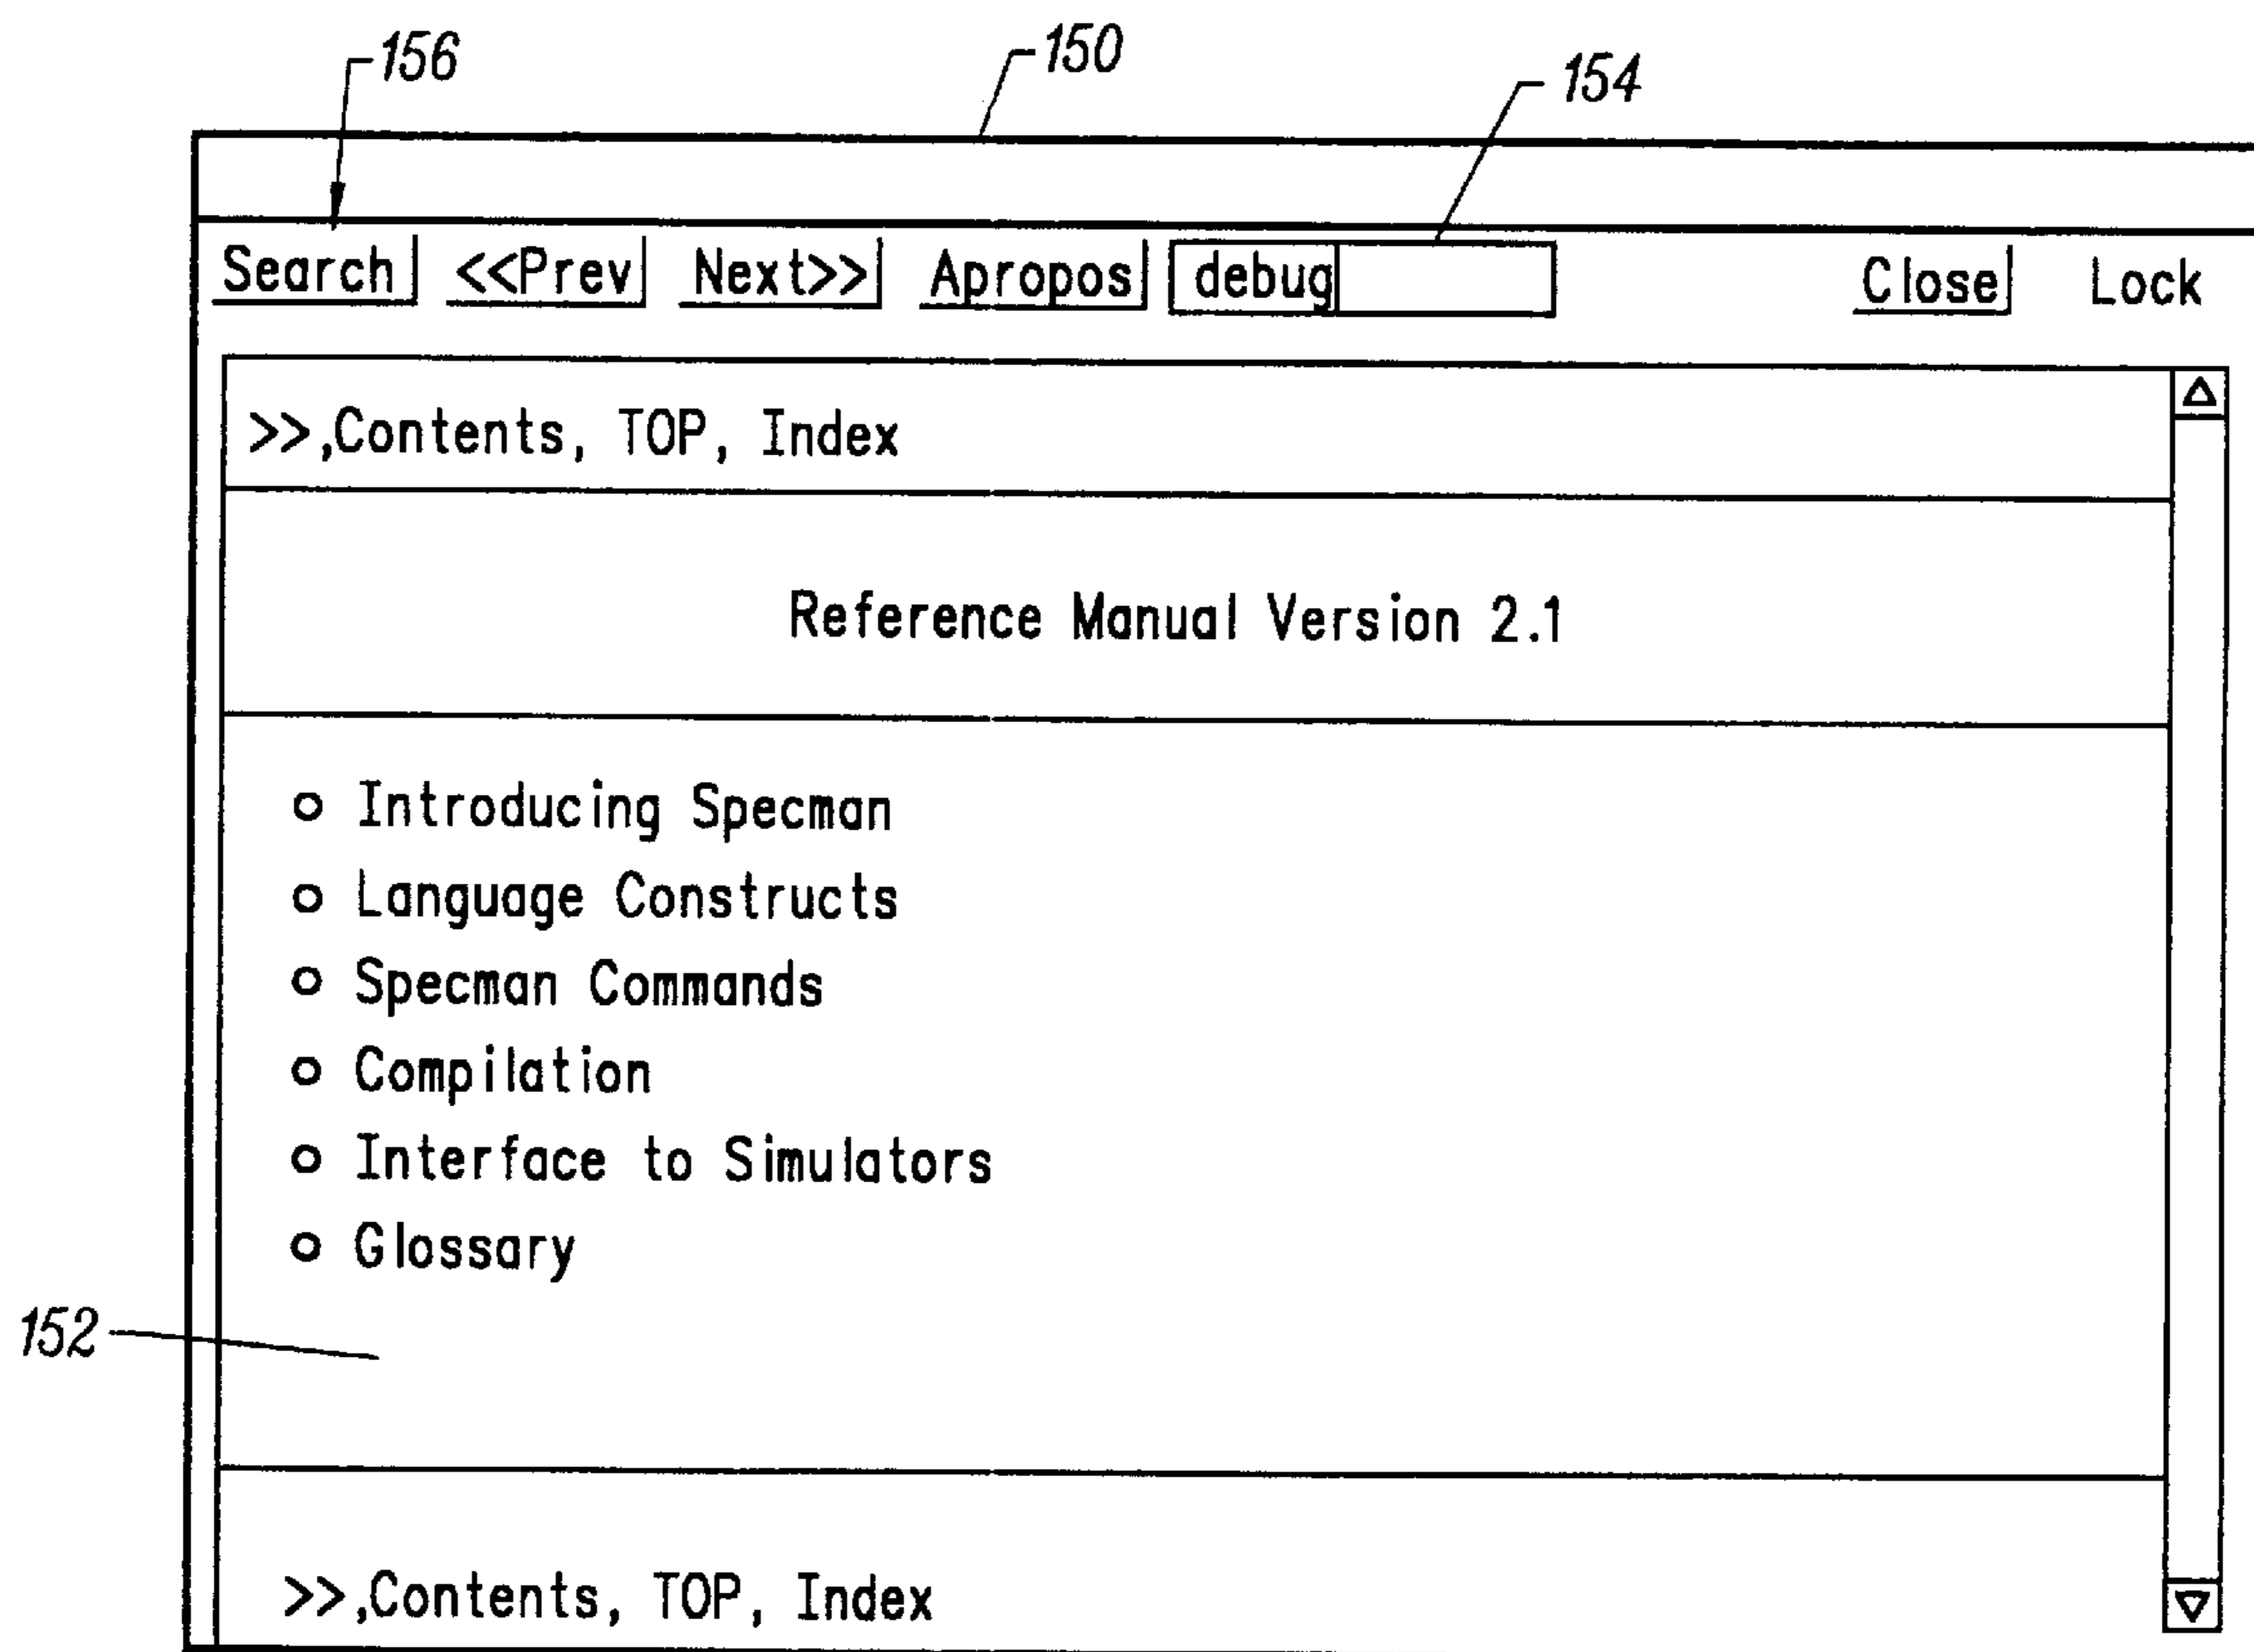 156
150
154
Search <<Prev Next>> Apropos debug Close Lock
>>,Contents, TOP, Index
Reference Manual Version 2.1
o Introducing Specman
o Language Constructs
o Specman Commands
o Compilation
o Interface to Simulators
o Glossary
152
>>,Contents, TOP, Index